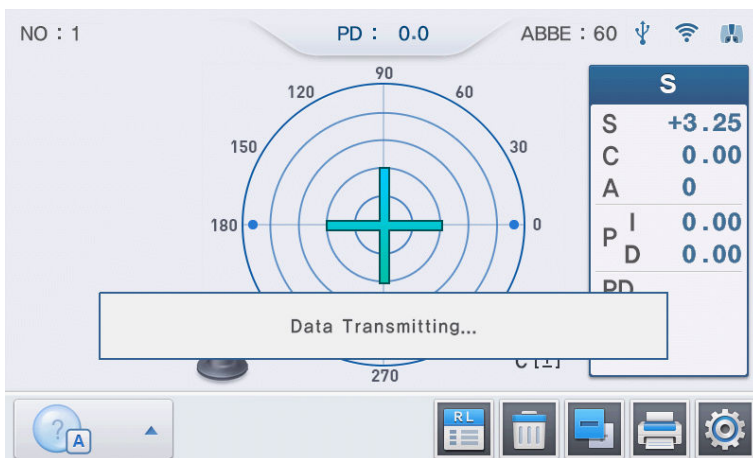 NO : 1
PD : 0.0
ABBE : 60
90
120
60
150
30
180
0
270
S
S +3.25
C 0.00
A 0
P I 0.00
D 0.00
PD
Data Transmitting...
C [±]
? A
RL